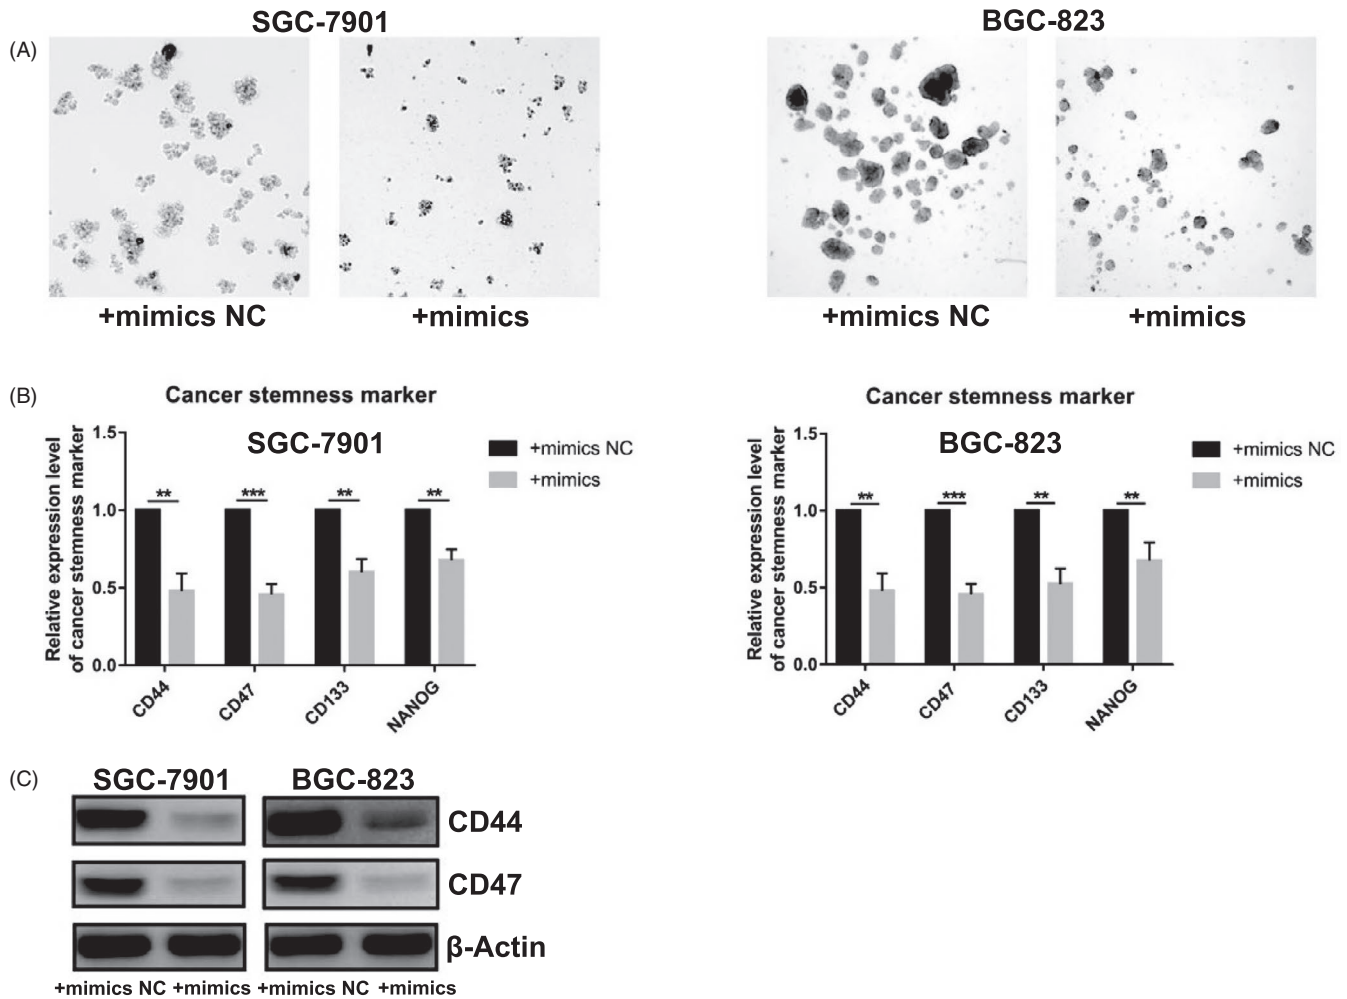 SGC-7901
BGC-823
(A)
+mimics NC
+mimics
+mimics NC
+mimics
(B)
Cancer stemness marker
SGC-7901
Relative expression level
of cancer stemness marker
1.5
1.0
0.5
0.0
** *** ** **
CD44
CD47
CD133
NANOG
+mimics NC
+mimics
Cancer stemness marker
BGC-823
Relative expression level
of cancer stemness marker
1.5
1.0
0.5
0.0
** *** ** **
CD44
CD47
CD133
NANOG
+mimics NC
+mimics
(C)
SGC-7901
BGC-823
CD44
CD47
β-Actin
+mimics NC +mimics +mimics NC +mimics